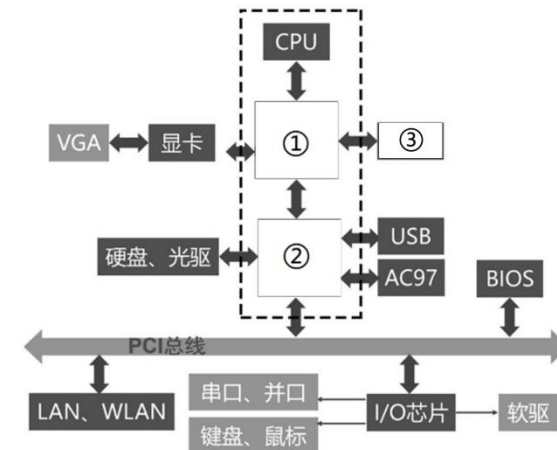 CPU
VGA
显卡
①
③
硬盘、光驱
②
USB
AC97
BIOS
PCI总线
LAN、WLAN
串口、并口
键盘、鼠标
I/O芯片
软驱